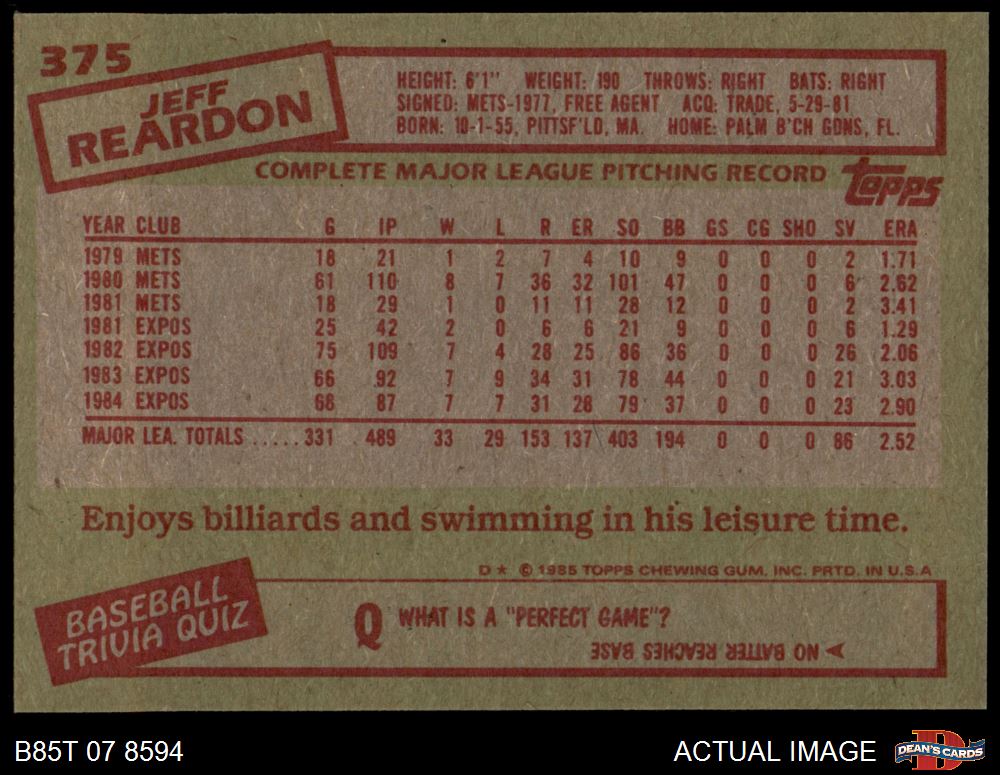 375
JEFF
REARDON
HEIGHT: 6'1" WEIGHT: 190 THROWS: RIGHT BATS: RIGHT
SIGNED: METS-1977, FREE AGENT ACQ: TRADE, 5-29-81
BORN: 10-1-55, PITTSF'LD, MA. HOME: PALM B'CH GDNS, FL.
COMPLETE MAJOR LEAGUE PITCHING RECORD
topps
YEAR CLUB G IP W L R ER SO BB GS CG SHO SV ERA
1979 METS 18 21 1 2 7 4 10 9 0 0 0 2 1.71
1980 METS 61 110 8 7 36 32 101 47 0 0 0 6 2.62
1981 METS 18 29 1 0 11 11 28 12 0 0 0 2 3.41
1981 EXPOS 25 42 2 0 6 6 21 9 0 0 0 6 1.29
1982 EXPOS 75 109 7 4 28 25 86 36 0 0 0 26 2.06
1983 EXPOS 66 92 7 9 34 31 78 44 0 0 0 21 3.03
1984 EXPOS 68 87 7 7 31 28 79 37 0 0 0 23 2.90
MAJOR LEA. TOTALS ..... 331 489 33 29 153 137 403 194 0 0 0 86 2.52
Enjoys billiards and swimming in his leisure time.
D ★ © 1985 TOPPS CHEWING GUM, INC. PRTD. IN U.S.A
BASEBALL
TRIVIA QUIZ
Q WHAT IS A "PERFECT GAME"?
➤ NO BATTER REACHES BASE
B85T 07 8594
ACTUAL IMAGE
DEAN'S CARDS